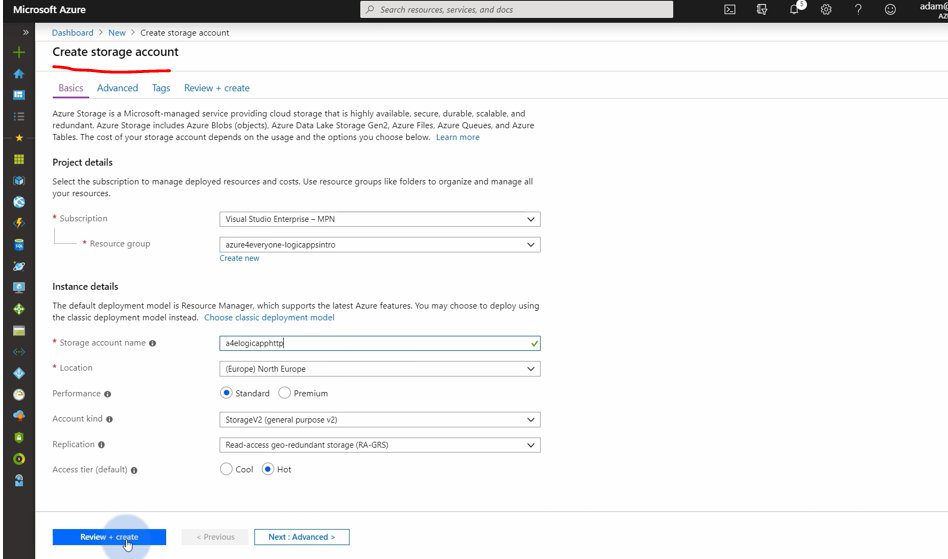 Microsoft Azure
Search resources, services, and docs
5
?
adam@
AZ
»
Dashboard > New > Create storage account
Create storage account
Basics Advanced Tags Review + create
Azure Storage is a Microsoft-managed service providing cloud storage that is highly available, secure, durable, scalable, and
redundant. Azure Storage includes Azure Blobs (objects), Azure Data Lake Storage Gen2, Azure Files, Azure Queues, and Azure
Tables. The cost of your storage account depends on the usage and the options you choose below. Learn more
Project details
Select the subscription to manage deployed resources and costs. Use resource groups like folders to organize and manage all
your resources.
* Subscription
Visual Studio Enterprise – MPN
* Resource group
azure4everyone-logicappsintro
Create new
Instance details
The default deployment model is Resource Manager, which supports the latest Azure features. You may choose to deploy using
the classic deployment model instead. Choose classic deployment model
* Storage account name
a4elogicapphttp
* Location
(Europe) North Europe
Performance
Standard Premium
Account kind
StorageV2 (general purpose v2)
Replication
Read-access geo-redundant storage (RA-GRS)
Access tier (default)
Cool Hot
Review + create
< Previous
Next : Advanced >